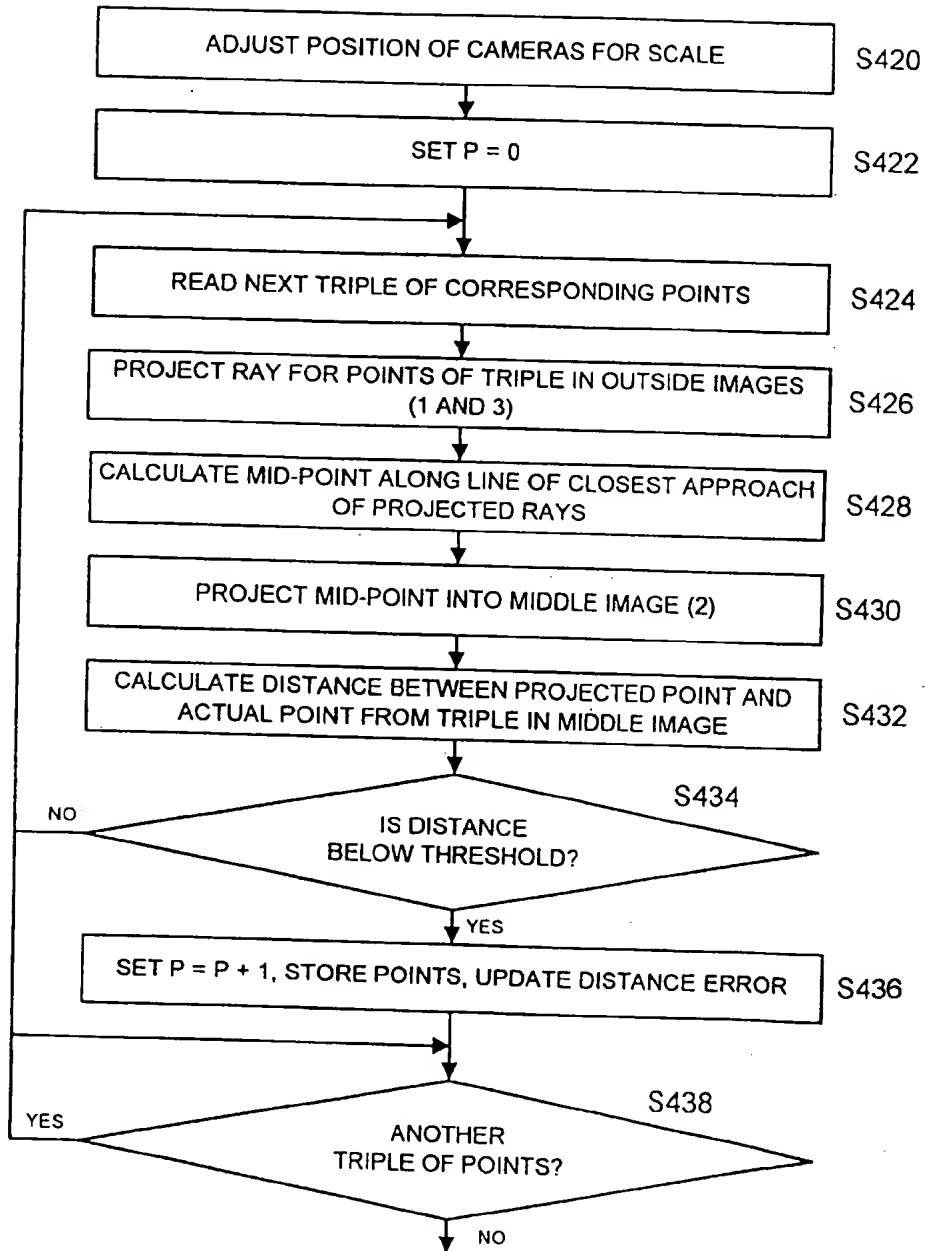 ADJUST POSITION OF CAMERAS FOR SCALE
S420
SET P = 0
S422
READ NEXT TRIPLE OF CORRESPONDING POINTS
S424
PROJECT RAY FOR POINTS OF TRIPLE IN OUTSIDE IMAGES
(1 AND 3)
S426
CALCULATE MID-POINT ALONG LINE OF CLOSEST APPROACH
OF PROJECTED RAYS
S428
PROJECT MID-POINT INTO MIDDLE IMAGE (2)
S430
CALCULATE DISTANCE BETWEEN PROJECTED POINT AND
ACTUAL POINT FROM TRIPLE IN MIDDLE IMAGE
S432
S434
NO
IS DISTANCE
BELOW THRESHOLD?
YES
SET P = P + 1, STORE POINTS, UPDATE DISTANCE ERROR
S436
S438
YES
ANOTHER
TRIPLE OF POINTS?
NO